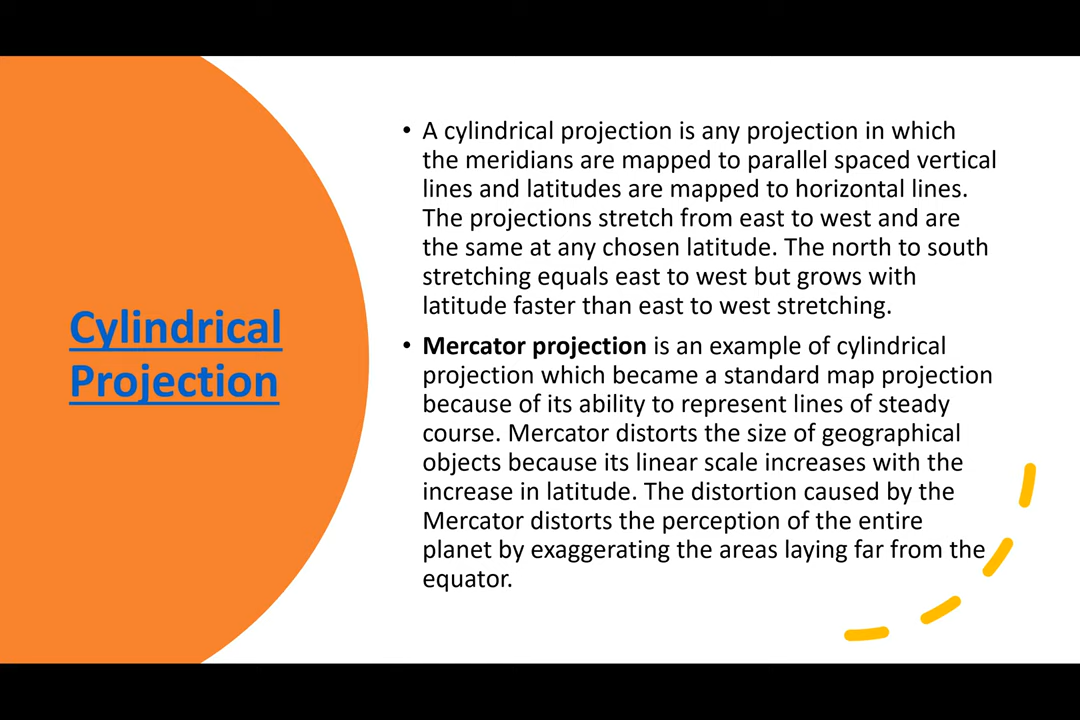 Cylindrical
Projection
• A cylindrical projection is any projection in which
the meridians are mapped to parallel spaced vertical
lines and latitudes are mapped to horizontal lines.
The projections stretch from east to west and are
the same at any chosen latitude. The north to south
stretching equals east to west but grows with
latitude faster than east to west stretching.
• Mercator projection is an example of cylindrical
projection which became a standard map projection
because of its ability to represent lines of steady
course. Mercator distorts the size of geographical
objects because its linear scale increases with the
increase in latitude. The distortion caused by the
Mercator distorts the perception of the entire
planet by exaggerating the areas laying far from the
equator.